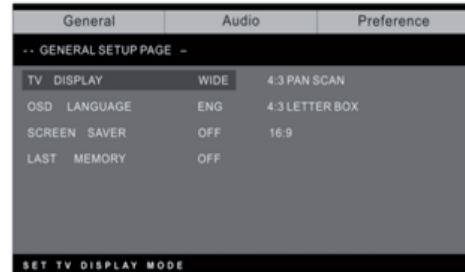 General Audio Preference
-- GENERAL SETUP PAGE –
TV DISPLAY WIDE 4:3 PAN SCAN
OSD LANGUAGE ENG 4:3 LETTER BOX
SCREEN SAVER OFF 16:9
LAST MEMORY OFF
SET TV DISPLAY MODE